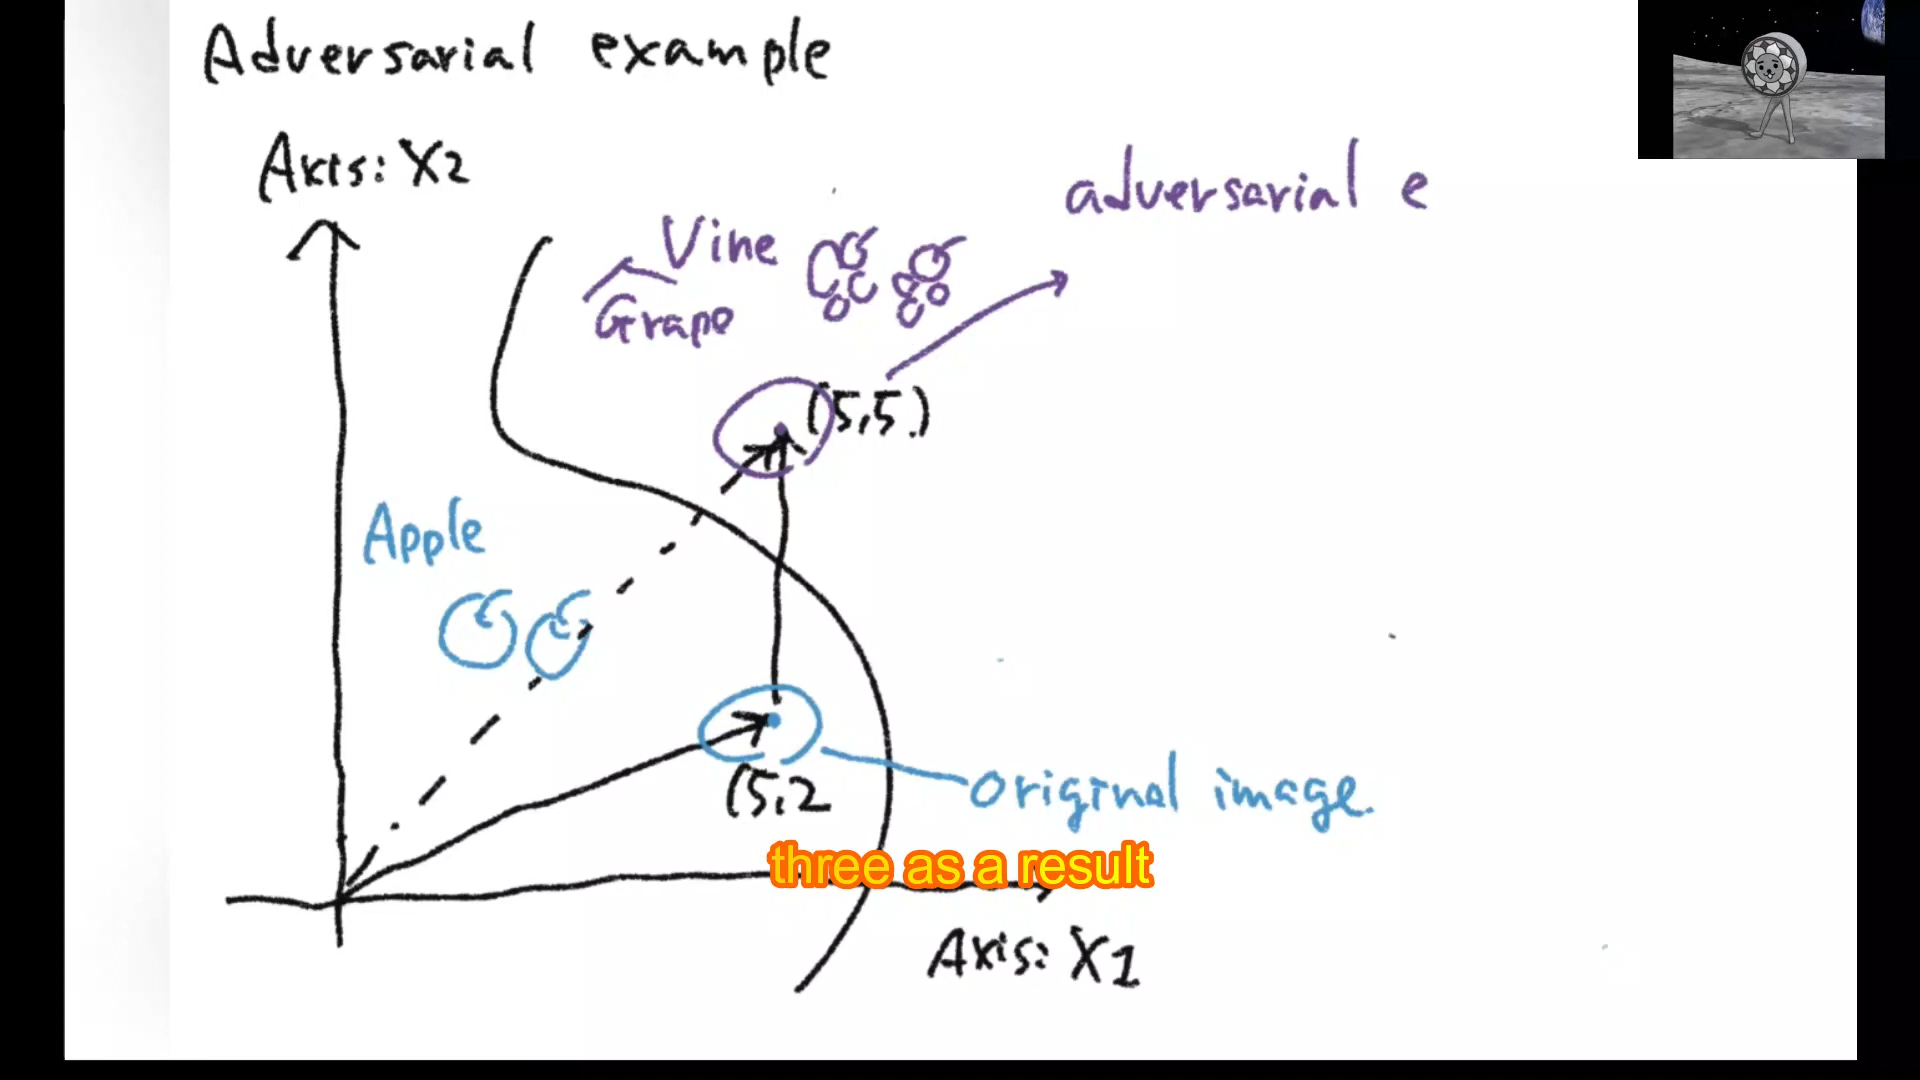 Adversarial example
Axis: X2
adversarial e
Vine
Grape
(5,5)
Apple
(5,2
original image.
three as a result
Axis: X1